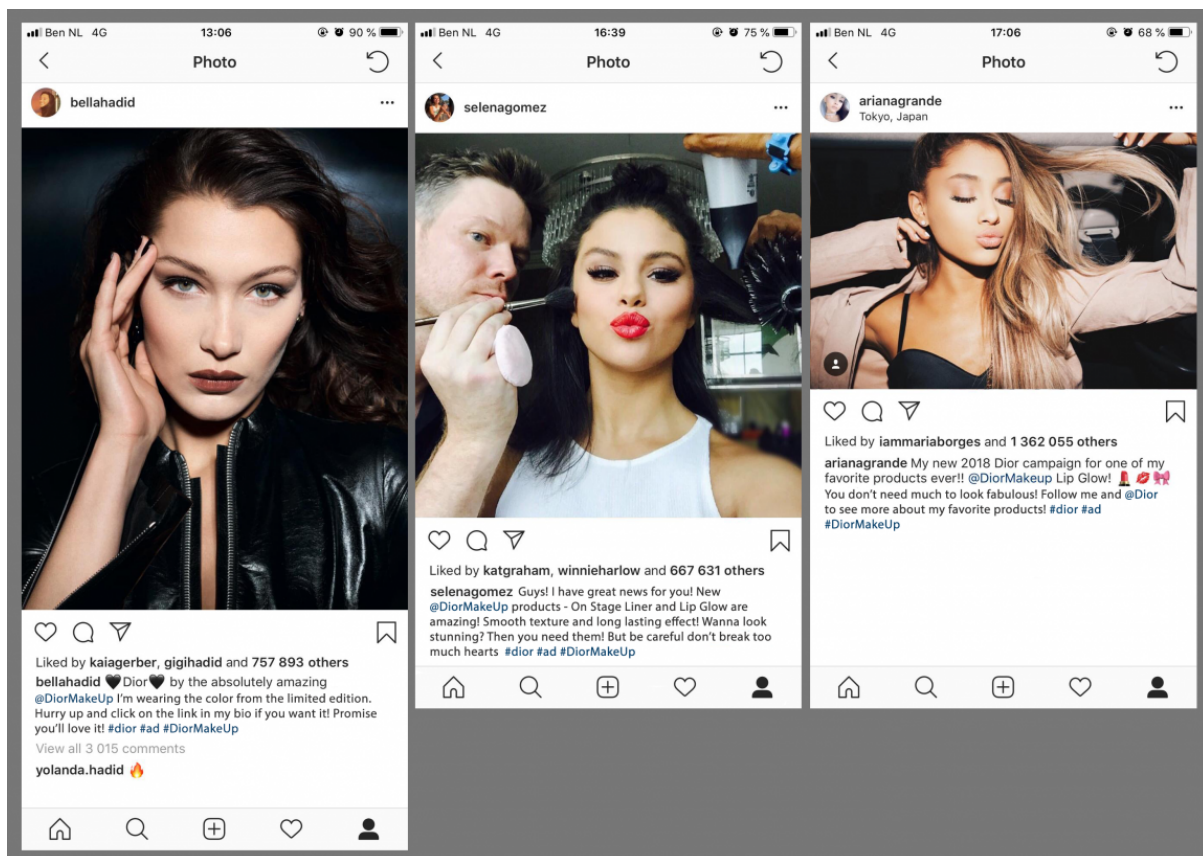 Ben NL 4G 13:06 90 %
Photo
bellahadid
Liked by kaiagerber, gigihadid and 757 893 others
bellahadid 🖤Dior🖤 by the absolutely amazing
@DiorMakeUp I'm wearing the color from the limited edition.
Hurry up and click on the link in my bio if you want it! Promise
you'll love it! #dior #ad #DiorMakeUp
View all 3 015 comments
yolanda.hadid 🔥
Ben NL 4G 16:39 75 %
Photo
selenagomez
Liked by katgraham, winnieharlow and 667 631 others
selenagomez Guys! I have great news for you! New
@DiorMakeUp products - On Stage Liner and Lip Glow are
amazing! Smooth texture and long lasting effect! Wanna look
stunning? Then you need them! But be careful don't break too
much hearts #dior #ad #DiorMakeUp
Ben NL 4G 17:06 68 %
Photo
arianagrande
Tokyo, Japan
Liked by iammariaborges and 1 362 055 others
arianagrande My new 2018 Dior campaign for one of my
favorite products ever!! @DiorMakeup Lip Glow! 💄💋🎀
You don't need much to look fabulous! Follow me and @Dior
to see more about my favorite products! #dior #ad
#DiorMakeUp